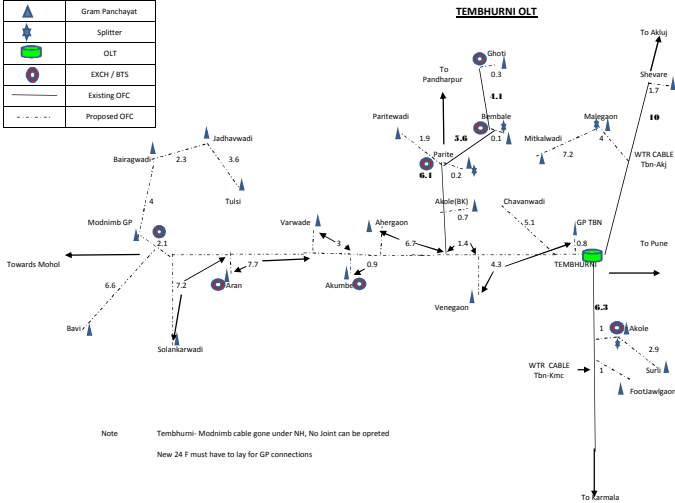 TEMBHURNI OLT
Gram Panchayat
Splitter
OLT
EXCH / BTS
Existing OFC
Proposed OFC
To Akluj
Ghoti
To
Pandharpur
0.3
Shevare
1.7
4.1
10
Paritewadi
Bembale
Malegaon
Jadhavwadi
1.9
5.6
0.1
Mitkalwadi
4
Bairagwadi
2.3
3.6
Parite
7.2
WTR CABLE
Tbn-Akj
6.1
0.2
Tulsi
4
Akole(BK)
Chavanwadi
0.7
Modnimb GP
Varwade
Ahergaon
5.1
GP TBN
2.1
3
6.7
1.4
0.8
To Pune
Towards Mohol
7.7
0.9
4.3
TEMBHURNI
6.6
7.2
Aran
Akumbe
Venegaon
6.3
Bavi
1
Akole
Solankarwadi
2.9
WTR CABLE
Tbn-Kmc
1
Surli
FootJawlgaon
Note
Tembhurni- Modnimb cable gone under NH, No Joint can be opreted
New 24 F must have to lay for GP connections
To Karmala